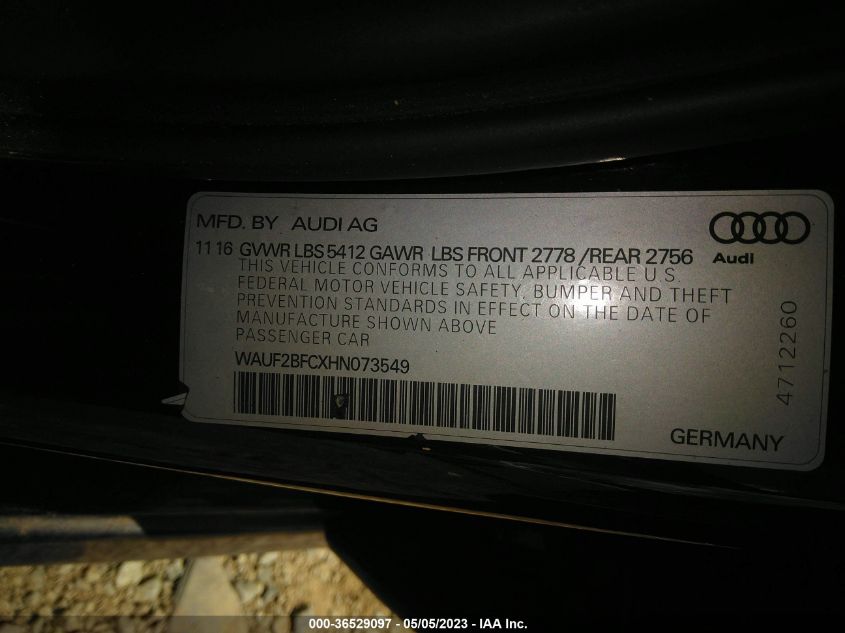 MFD. BY AUDI AG
11 16 GVWR LBS 5412 GAWR LBS FRONT 2778 / REAR 2756
Audi
THIS VEHICLE CONFORMS TO ALL APPLICABLE U.S.
FEDERAL MOTOR VEHICLE SAFETY, BUMPER AND THEFT
PREVENTION STANDARDS IN EFFECT ON THE DATE OF
MANUFACTURE SHOWN ABOVE
PASSENGER CAR
WAUF2BFCXHN073549
4712260
GERMANY
000-36529097 - 05/05/2023 - IAA Inc.